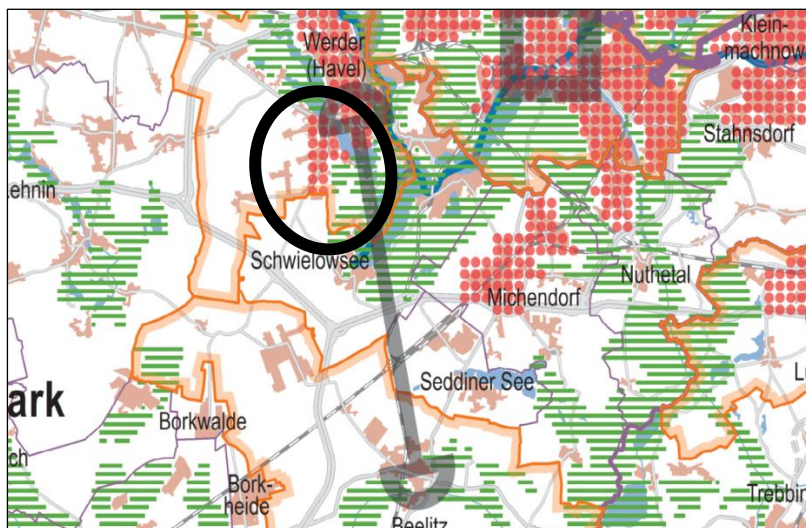 Werder
(Havel)
Klein-
machnow
Stahnsdorf
ehnin
Schwielowsee
Michendorf
Nuthetal
Seddiner See
ark
Borkwalde
Bork-
heide
Beelitz
Trebbin